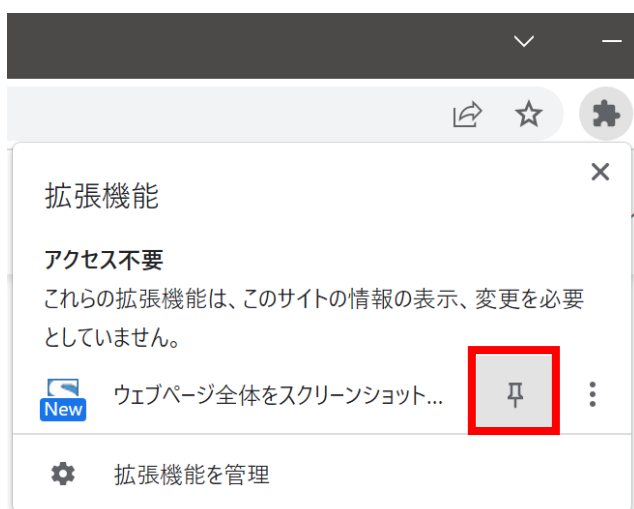 拡張機能
アクセス不要
これらの拡張機能は、このサイトの情報の表示、変更を必要
としていません。
New
ウェブページ全体をスクリーンショット...
拡張機能を管理